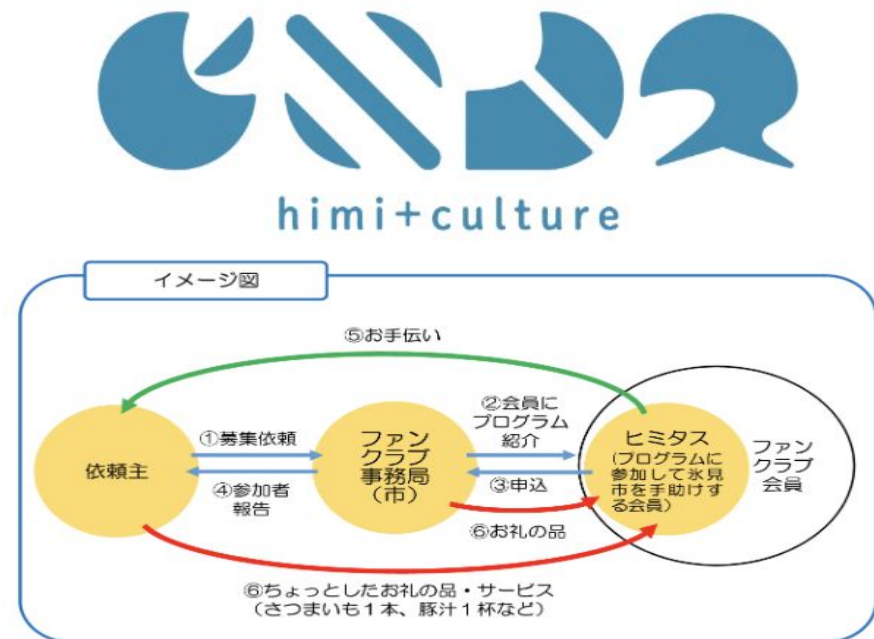 himi+culture
イメージ図
⑤お手伝い
①募集依頼
②会員に
プログラム
紹介
依頼主
ファン
クラブ
事務局
（市）
ヒミタス
（プログラムに
参加して氷見
市を手助けす
る会員）
ファン
クラブ
会員
④参加者
報告
③申込
⑥お礼の品
⑥ちょっとしたお礼の品・サービス
（さつまいも１本、豚汁１杯など）